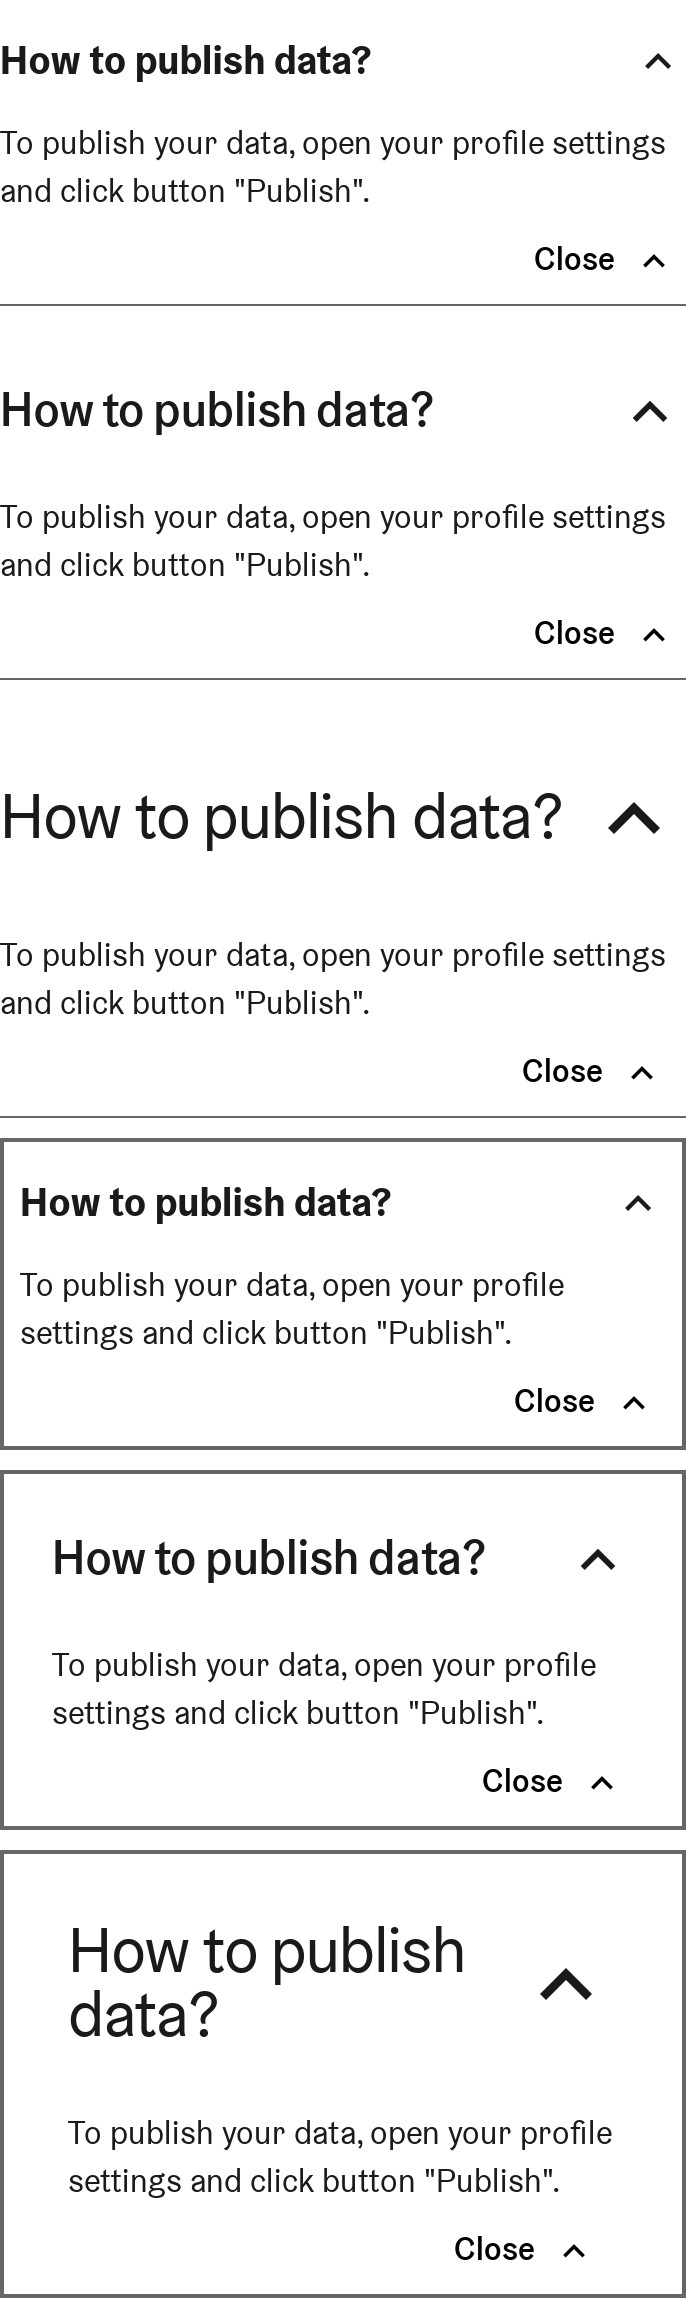 How to publish data?
To publish your data, open your profile settings
and click button "Publish".
Close
How to publish data?
To publish your data, open your profile settings
and click button "Publish".
Close
How to publish data?
To publish your data, open your profile settings
and click button "Publish".
Close
How to publish data?
To publish your data, open your profile
settings and click button "Publish".
Close
How to publish data?
To publish your data, open your profile
settings and click button "Publish".
Close
How to publish
data?
To publish your data, open your profile
settings and click button "Publish".
Close